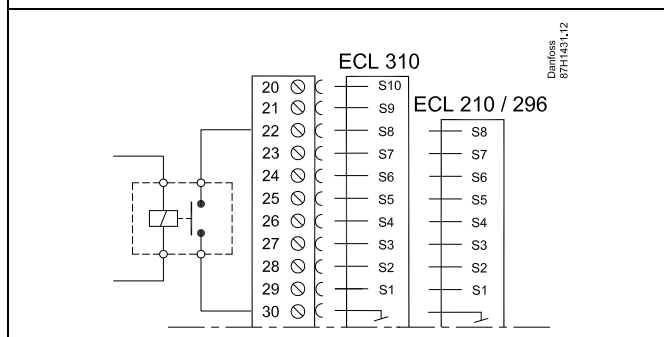 Danfoss
87H1431.12
ECL 310
ECL 210 / 296
20 S10
21 S9
22 S8 S8
23 S7 S7
24 S6 S6
25 S5 S5
26 S4 S4
27 S3 S3
28 S2 S2
29 S1 S1
30